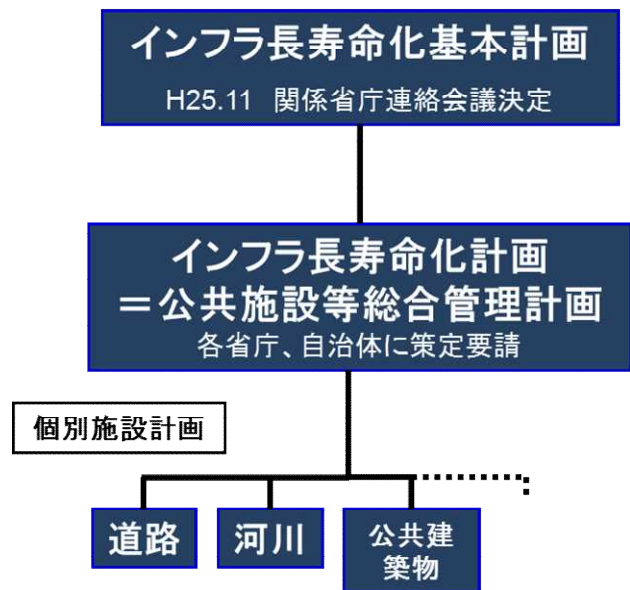 インフラ長寿命化基本計画
H25.11 関係省庁連絡会議決定
インフラ長寿命化計画
＝公共施設等総合管理計画
各省庁、自治体に策定要請
個別施設計画
道路
河川
公共建
築物